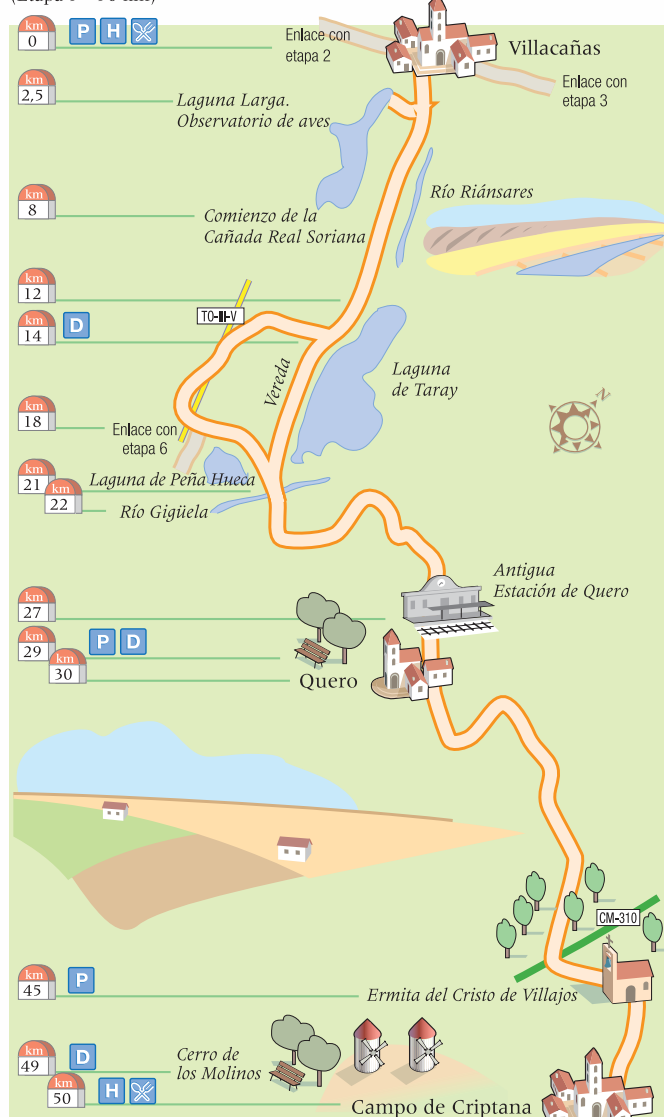 km
0
P
H
Enlace con
etapa 2
Villacañas
Enlace con
etapa 3
km
2,5
Laguna Larga.
Observatorio de aves
Río Riánsares
km
8
Comienzo de la
Cañada Real Soriana
km
12
km
14
D
TO-II-V
Vereda
Laguna
de Taray
N
km
18
Enlace con
etapa 6
km
21
Laguna de Peña Hueca
km
22
Río Gigüela
Antigua
Estación de Quero
km
27
km
29
P
D
km
30
Quero
CM-310
km
45
P
Ermita del Cristo de Villajos
km
49
D
Cerro de
los Molinos
km
50
H
Campo de Criptana